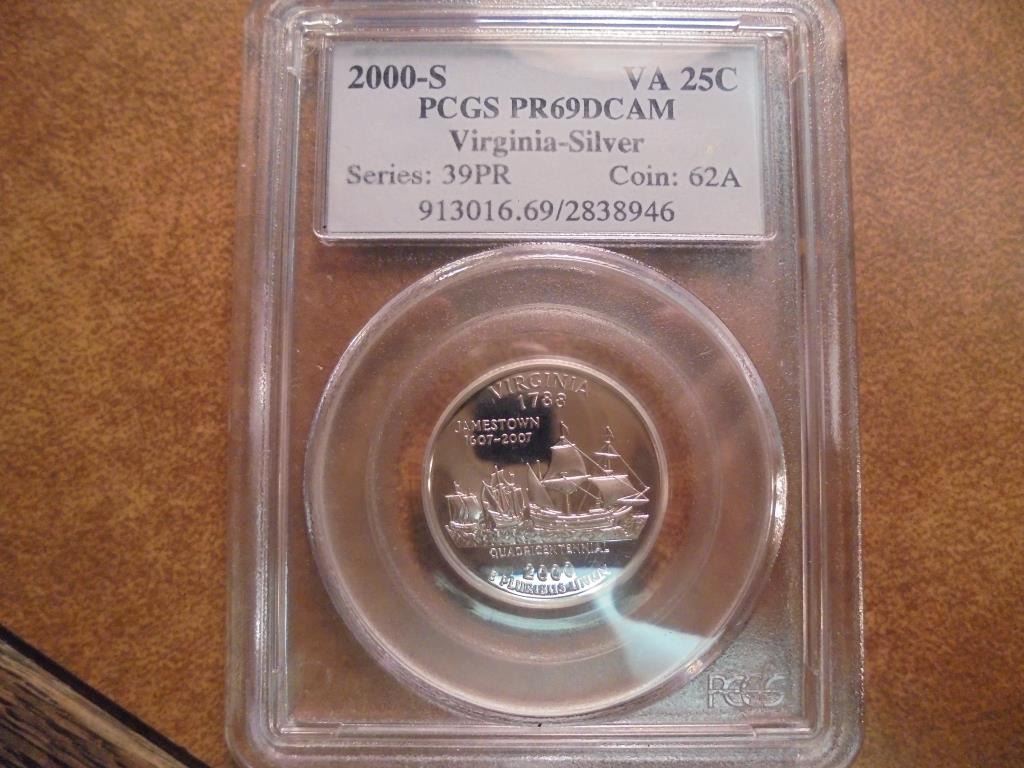 2000-S VA 25C
PCGS PR69DCAM
Virginia-Silver
Series: 39PR Coin: 62A
913016.69/2838946
VIRGINIA
1788
JAMESTOWN
1607-2007
QUADRICENTENNIAL
2000
E PLURIBUS UNUM
PCGS